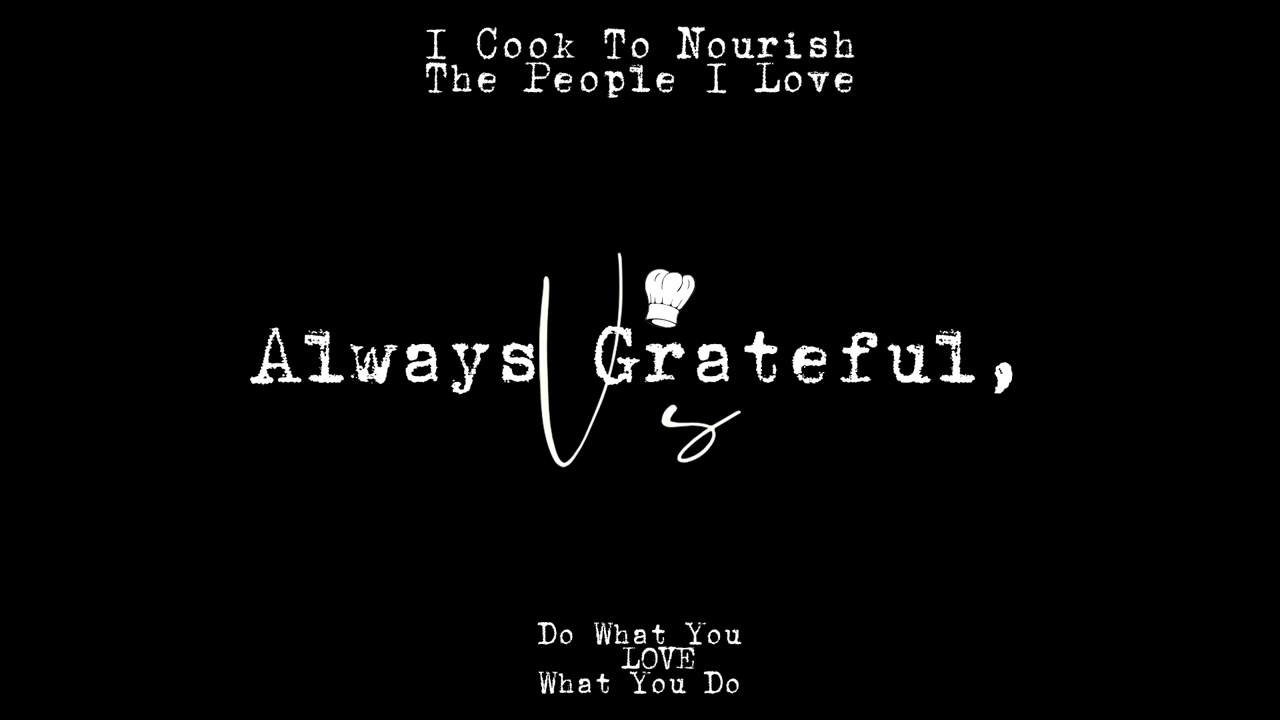 I Cook To Nourish
The People I Love
Always Grateful,
Vs
Do What You
LOVE
What You Do